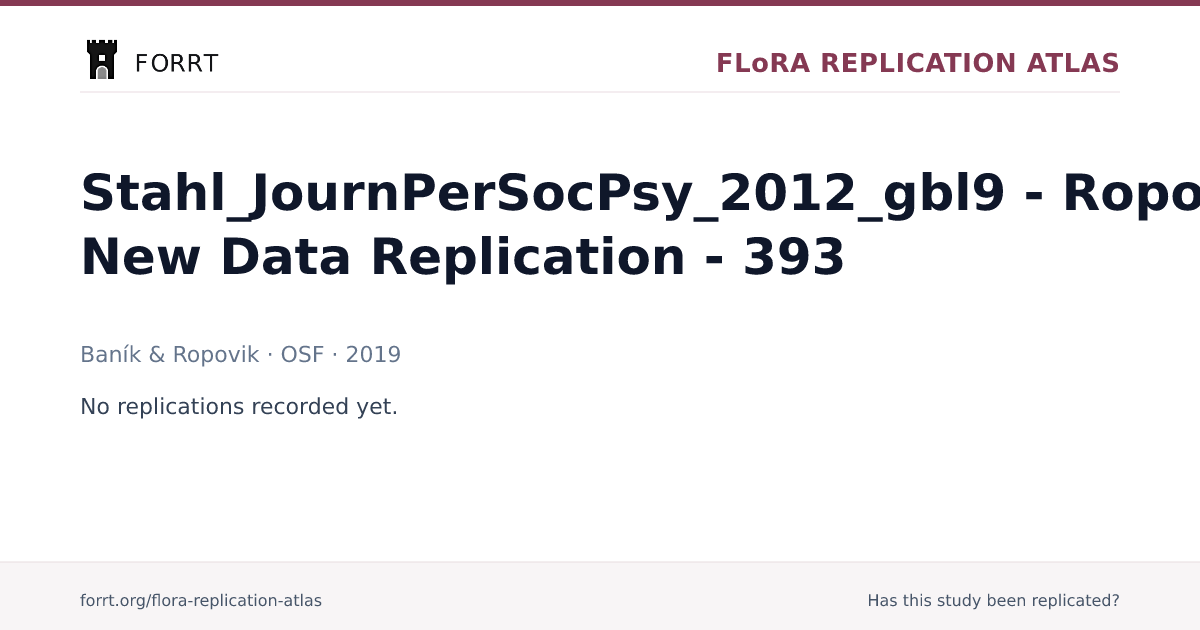 FORRT
FLoRA REPLICATION ATLAS
Stahl_JournPerSocPsy_2012_gbl9 - Ropo
New Data Replication - 393
Baník & Ropovik · OSF · 2019
No replications recorded yet.
forrt.org/flora-replication-atlas
Has this study been replicated?